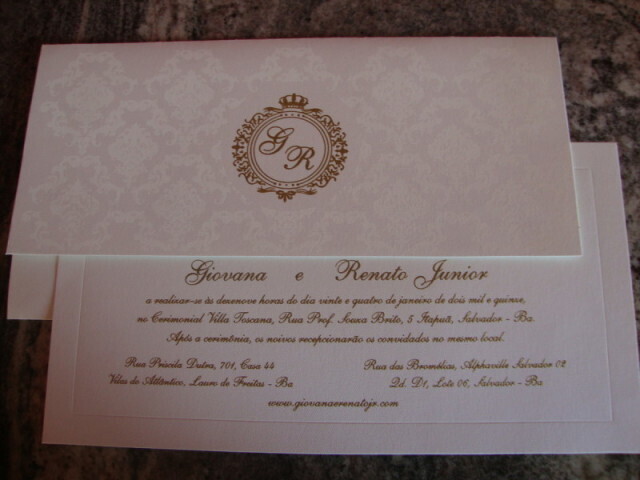 G R
Giovana e Renato Junior
a realizar-se às dezenove horas do dia vinte e quatro de janeiro de dois mil e quinze,
no Cerimonial Villa Toscana, Rua Prof. Souza Brito, 5 Itapuã, Salvador - Ba.
Após a cerimônia, os noivos recepcionarão os convidados no mesmo local.
Rua Priscila Dutra, 701, Casa 44
Vilas do Atlântico, Lauro de Freitas - Ba
Rua das Bromélias, Alphaville Salvador 02
Qd. D1, Lote 06, Salvador - Ba.
www.giovanaerenatojr.com